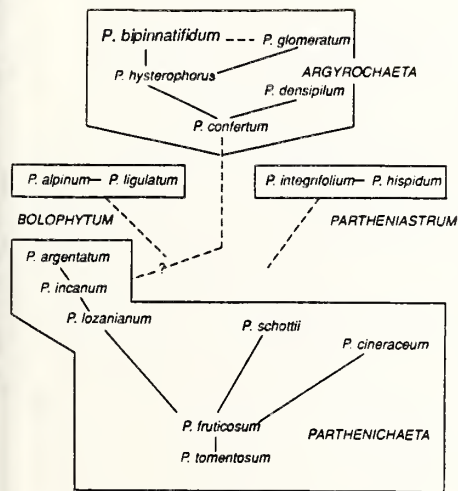 P. bipinnatifidum --- P. glomeratum
P. hysterophorus
ARGYROCHAETA
P. densipilum
P. confertum
P. alpinum— P. ligulatum
P. integrifolium— P. hispidum
BOLOPHYTUM
PARTHENIASTRUM
?
P. argentatum
P. incanum
P. lozanianum
P. schottii
P. cineraceum
P. fruticosum
PARTHENICHAETA
P. tomentosum